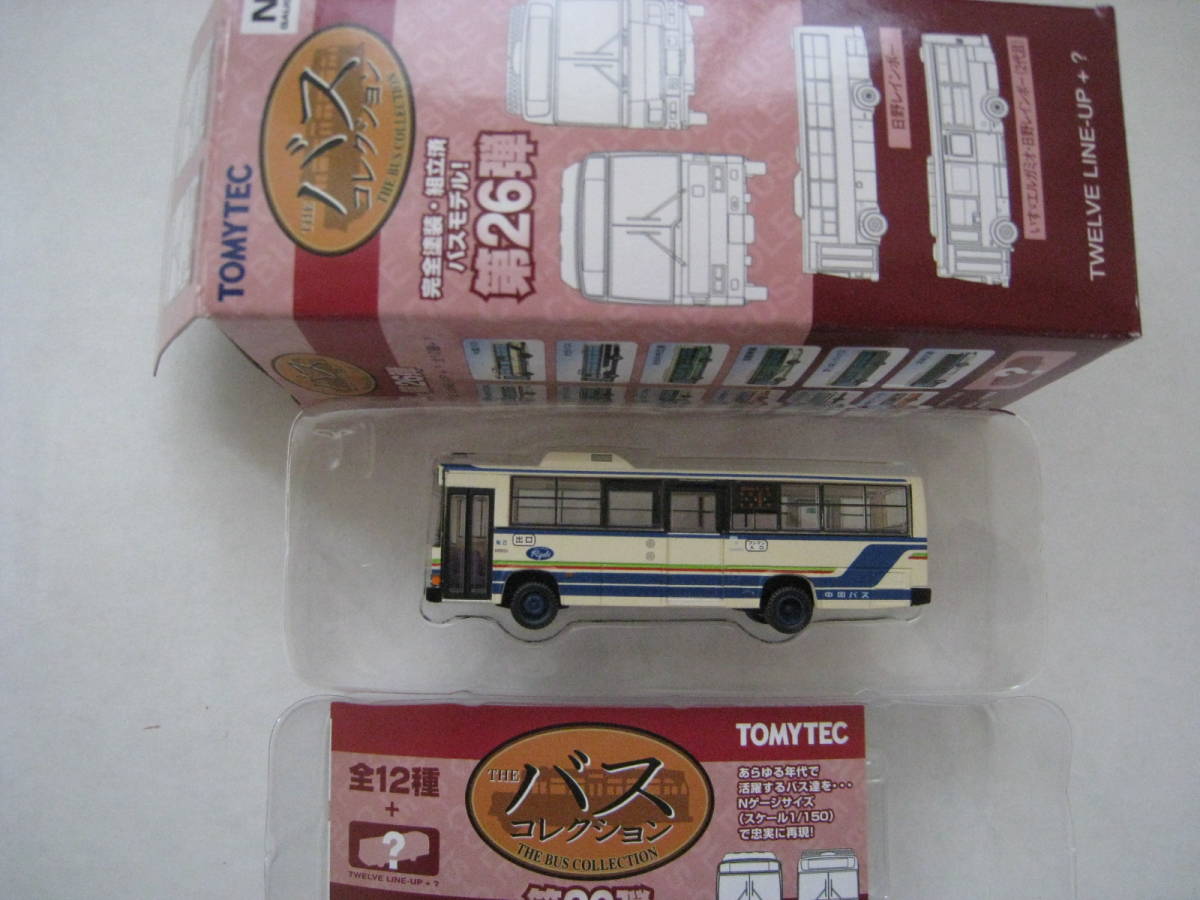 N
TOMYTEC
THE
バス
コレクション
THE BUS COLLECTION
完全塗装・組立済
バスモデル!
第26弾
日野レインボー
いすゞエルガミオ・日野レインボー(2代目)
TWELVE LINE-UP + ?
出口
中国バス
TOMYTEC
全12種
+
?
TWELVE LINE-UP + ?
THE
バス
コレクション
THE BUS COLLECTION
あらゆる年代で
活躍するバス達を・・・
Nゲージサイズ
(スケール1/150)
で忠実に再現!